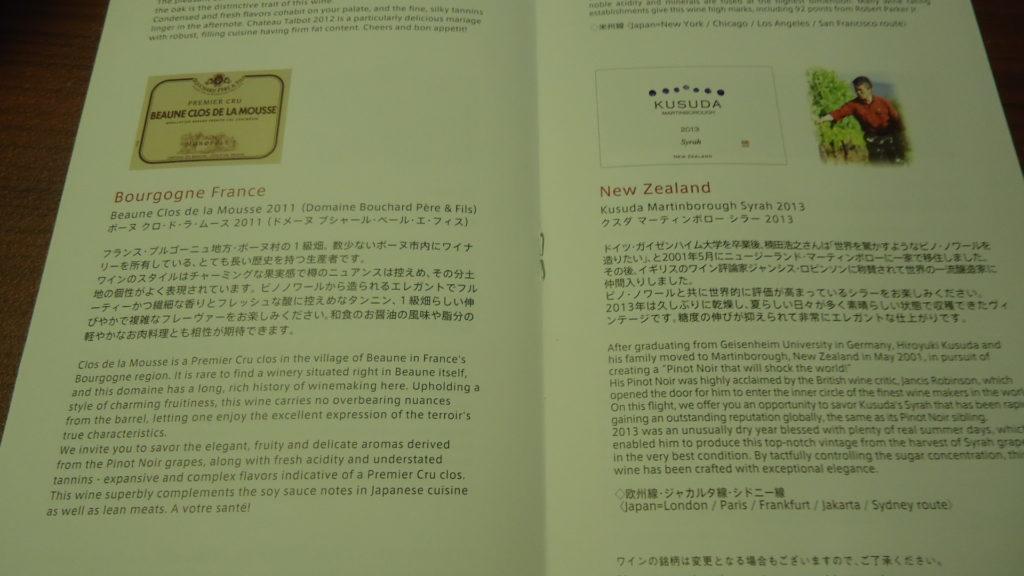 the oak is the distinctive trait of this wine.
Condensed and fresh flavors cohabit on your palate, and the fine, silky tannins
linger in the afternote. Chateau Talbot 2012 is a particularly delicious mariage
with robust, filling cuisine having firm fat content. Cheers and bon appetit!
PREMIER CRU
BEAUNE CLOS DE LA MOUSSE
Bourgogne France
Beaune Clos de la Mousse 2011 (Domaine Bouchard Père & Fils)
ボーヌ クロ・ド・ラ・ムース 2011 (ドメーヌ ブシャール・ペール・エ・フィス)
フランス・ブルゴーニュ地方・ボーヌ村の1級畑。数少ないボーヌ市内にワイナ
リーを所有している、とても長い歴史を持つ生産者です。
ワインのスタイルはチャーミングな果実感で樽のニュアンスは控えめ、その分土
地の個性がよく表現されています。ピノノワールから造られるエレガントでフル
ーティーかつ繊細な香りとフレッシュな酸に控えめなタンニン、1級畑らしい伸
びやかで複雑なフレーヴァーをお楽しみください。和食のお醤油の風味や脂分の
軽やかなお肉料理とも相性が期待できます。
Clos de la Mousse is a Premier Cru clos in the village of Beaune in France's
Bourgogne region. It is rare to find a winery situated right in Beaune itself,
and this domaine has a long, rich history of winemaking here. Upholding a
style of charming fruitiness, this wine carries no overbearing nuances
from the barrel, letting one enjoy the excellent expression of the terroir's
true characteristics.
We invite you to savor the elegant, fruity and delicate aromas derived
from the Pinot Noir grapes, along with fresh acidity and understated
tannins - expansive and complex flavors indicative of a Premier Cru clos.
This wine superbly complements the soy sauce notes in Japanese cuisine
as well as lean meats. A votre santé!
noble acidity and minerals are fused at the highest dimension. Many wine rating
establishments give this wine high marks, including 92 points from Robert Parker Jr.
◇米州線 (Japan=New York / Chicago / Los Angeles / San Francisco route)
KUSUDA
MARTINBOROUGH
2013
Syrah
NEW ZEALAND
New Zealand
Kusuda Martinborough Syrah 2013
クスダ マーティンボロー シラー 2013
ドイツ・ガイゼンハイム大学を卒業後、楠田浩之さんは「世界を驚かすようなピノ・ノワールを
造りたい」、と2001年5月にニュージーランド・マーティンボローに一家で移住しました。
その後、イギリスのワイン評論家ジャンシス・ロビンソンに称賛されて世界の一流醸造家に
仲間入りしました。
ピノ・ノワールと共に世界的に評価が高まっているシラーをお楽しみください。
2013年は久しぶりに乾燥し、夏らしい日々が多く素晴らしい状態で収穫できたヴィ
ンテージです。糖度の伸びが抑えられて非常にエレガントな仕上がりです。
After graduating from Geisenheim University in Germany, Hiroyuki Kusuda and
his family moved to Martinborough, New Zealand in May 2001, in pursuit of
creating a "Pinot Noir that will shock the world!"
His Pinot Noir was highly acclaimed by the British wine critic, Jancis Robinson, which
opened the door for him to enter the inner circle of the finest wine makers in the
On this flight, we offer you an opportunity to savor Kusuda's Syrah that has been
gaining an outstanding reputation globally, the same as its Pinot Noir sibling.
2013 was an unusually dry year blessed with plenty of real summer days,
enabled him to produce this top-notch vintage from the harvest of Syrah
in the very best condition. By tactfully controlling the sugar concentration,
wine has been crafted with exceptional elegance.
◇欧州線・ジャカルタ線・シドニー線
(Japan=London / Paris / Frankfurt / Jakarta / Sydney route)
ワインの銘柄は変更となる場合もございますので、ご了承ください。